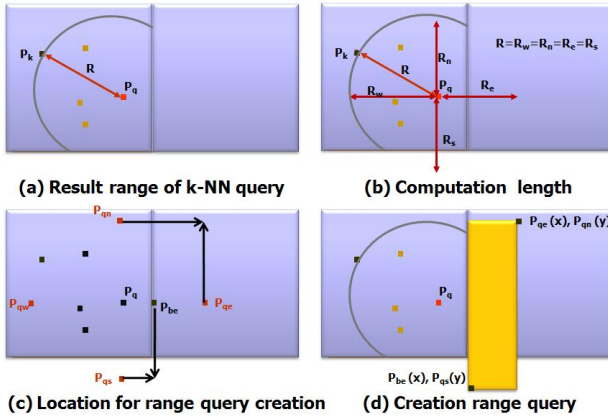 Pk
R
Pq
(a) Result range of k-NN query
Pk
R
Rn
R=Rw=Rn=Re=Rs
Pq
Rw
Re
Rs
(b) Computation length
Pqn
Pq
Pqw
Pbe
Pqe
Pqs
(c) Location for range query creation
Pqe(x), Pqn(y)
Pq
Pbe(x), Pqs(y)
(d) Creation range query